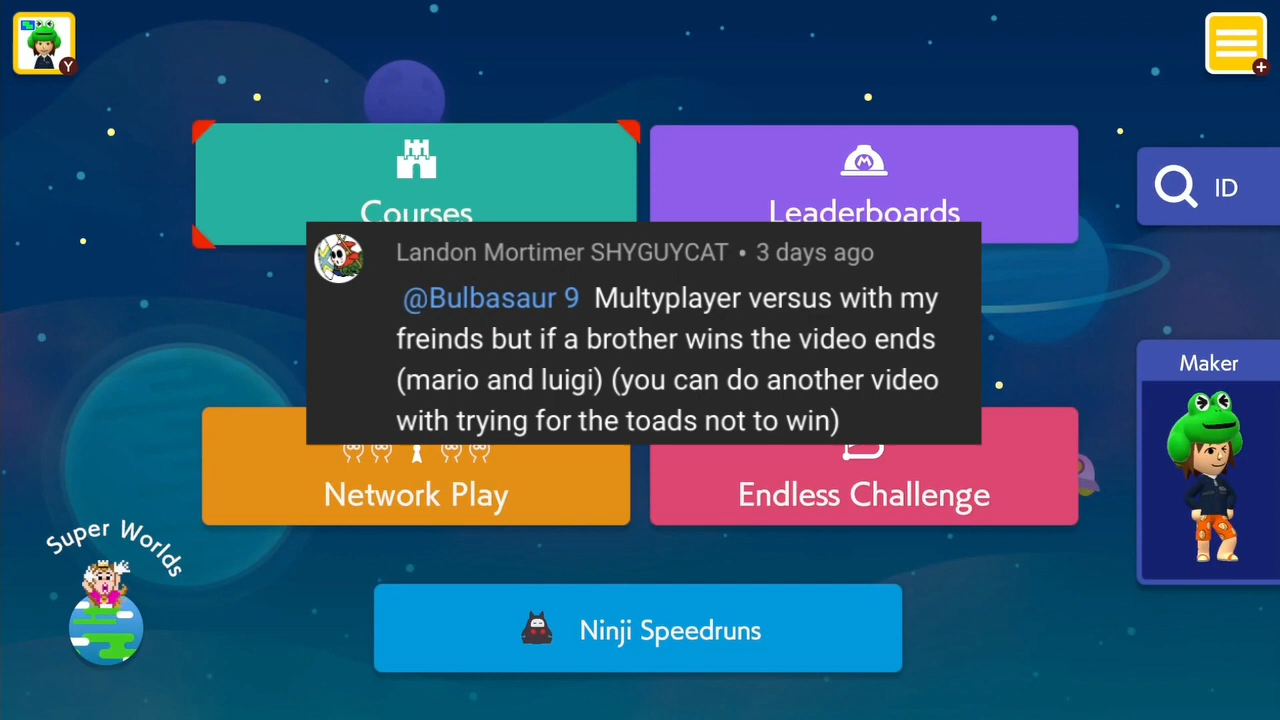 Y
+
Courses
Leaderboards
ID
Landon Mortimer SHYGUYCAT • 3 days ago
@Bulbasaur 9 Multyplayer versus with my
freinds but if a brother wins the video ends
(mario and luigi) (you can do another video
with trying for the toads not to win)
Maker
Network Play
Endless Challenge
Super Worlds
Ninji Speedruns